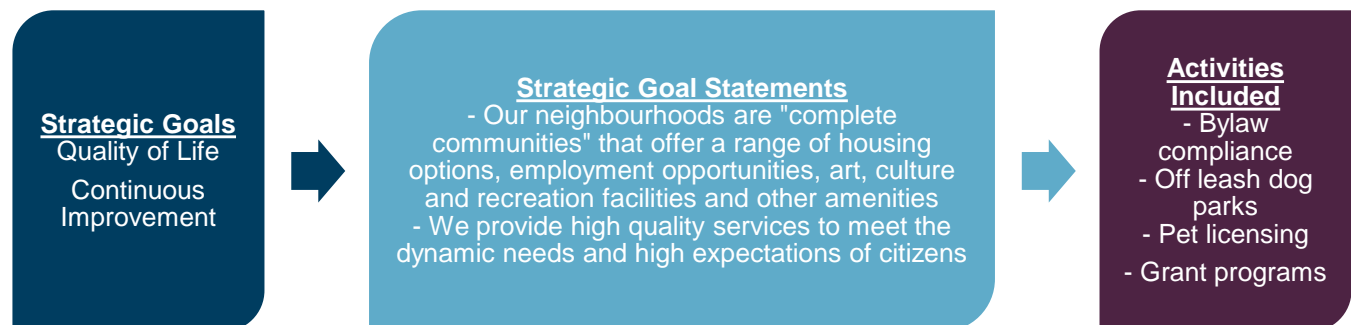 Strategic Goals
Quality of Life
Continuous
Improvement
Strategic Goal Statements
- Our neighbourhoods are "complete
communities" that offer a range of housing
options, employment opportunities, art, culture
and recreation facilities and other amenities
- We provide high quality services to meet the
dynamic needs and high expectations of citizens
Activities
Included
- Bylaw
compliance
- Off leash dog
parks
- Pet licensing
- Grant programs